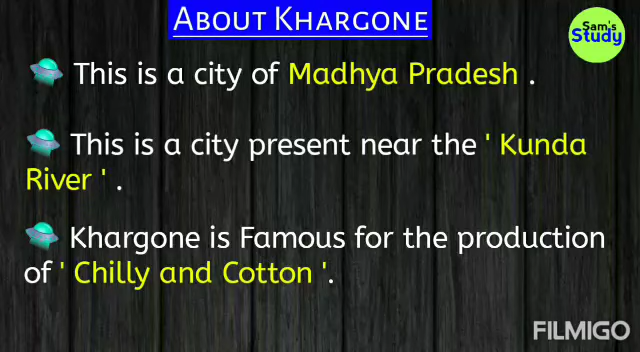 About Khargone
Sam's
Study
This is a city of Madhya Pradesh .
This is a city present near the ' Kunda
River ' .
Khargone is Famous for the production
of ' Chilly and Cotton '.
FILMIGO